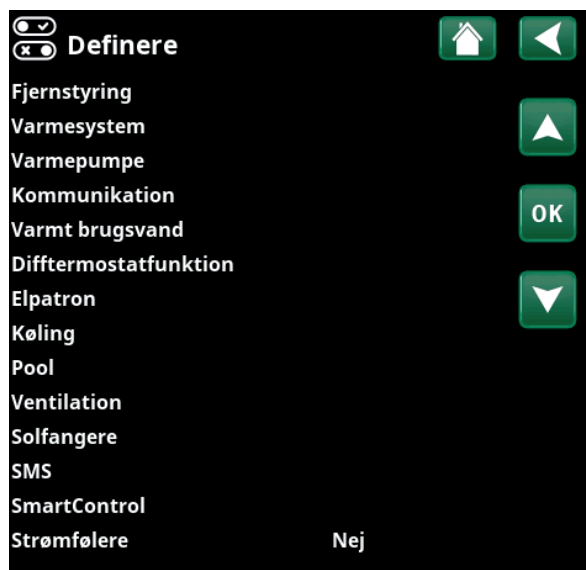 Definere
Fjernstyring
Varmesystem
Varmepumpe
Kommunikation
OK
Varmt brugsvand
Difftermostatfunktion
Elpatron
Køling
Pool
Ventilation
Solfangere
SMS
SmartControl
Strømfølere Nej